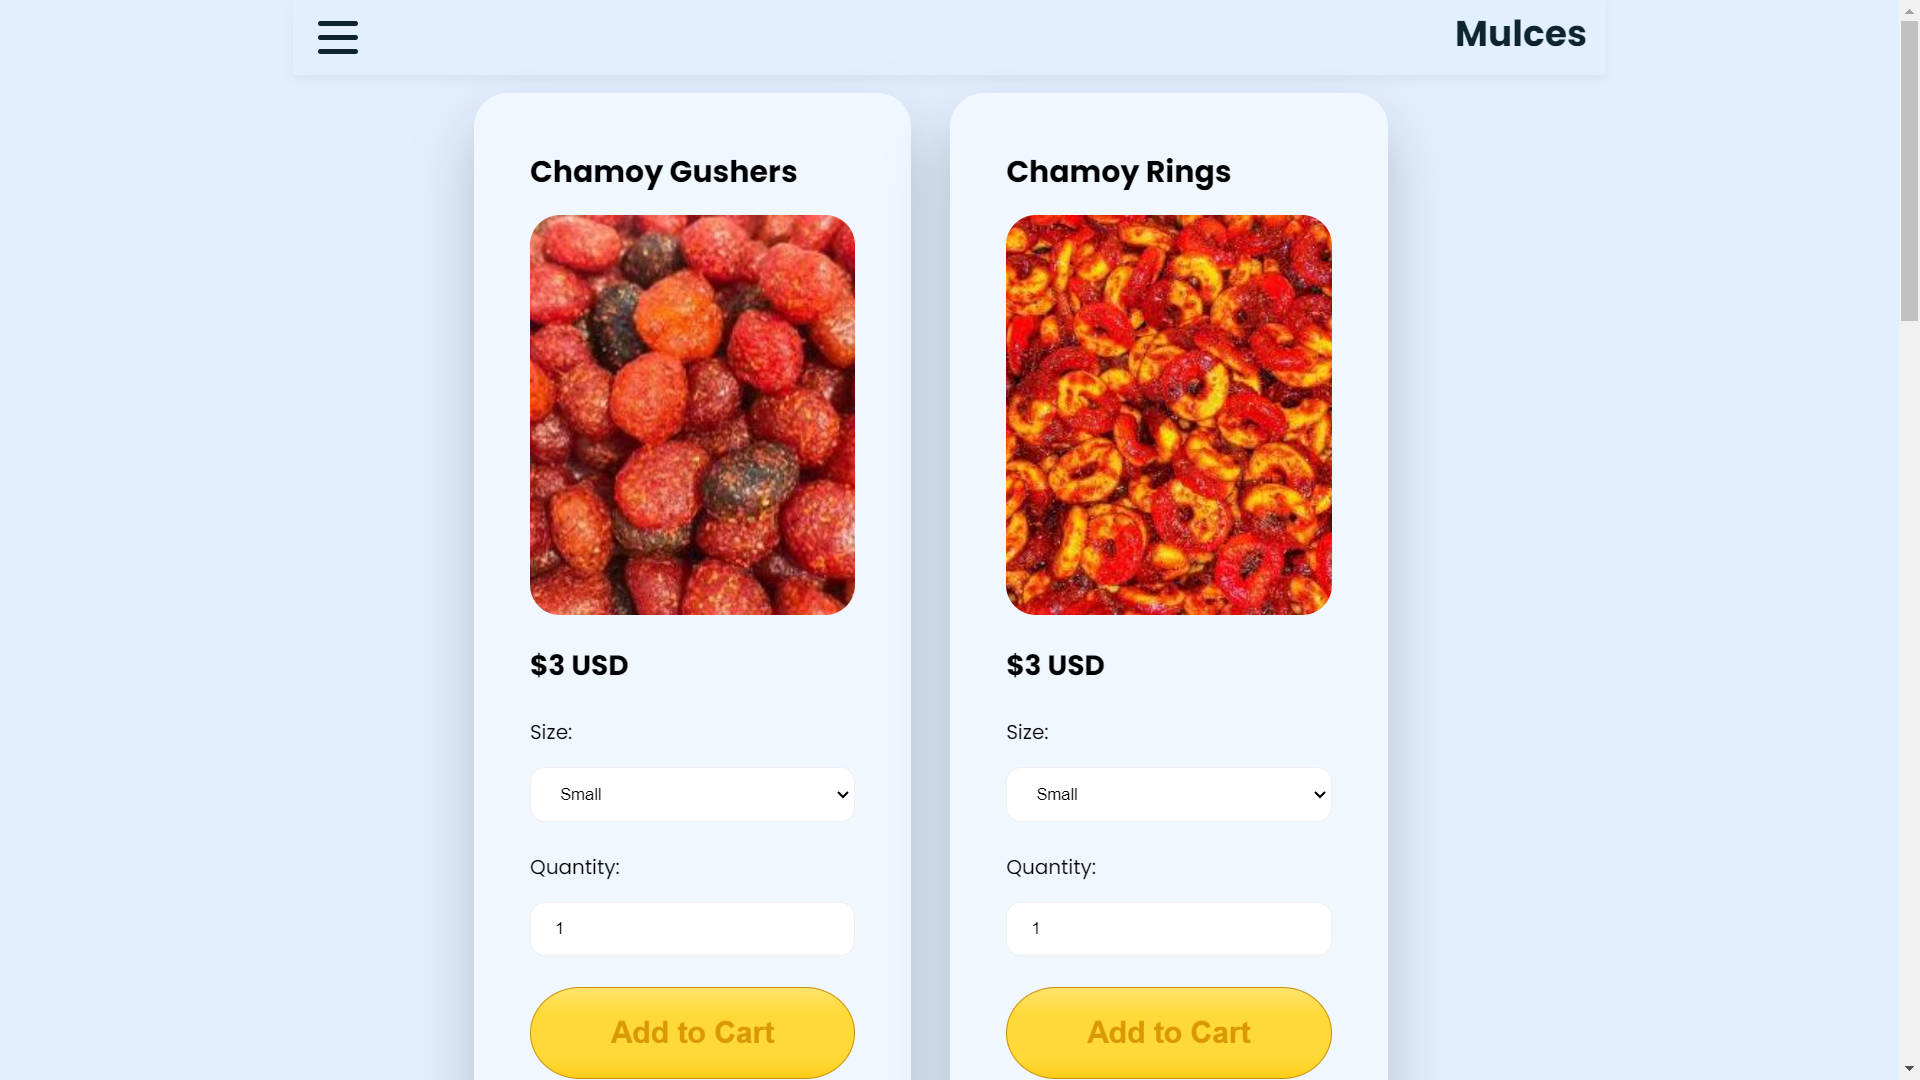 Mulces
Chamoy Gushers
$3 USD
Size:
Small
Quantity:
1
Add to Cart
Chamoy Rings
$3 USD
Size:
Small
Quantity:
1
Add to Cart